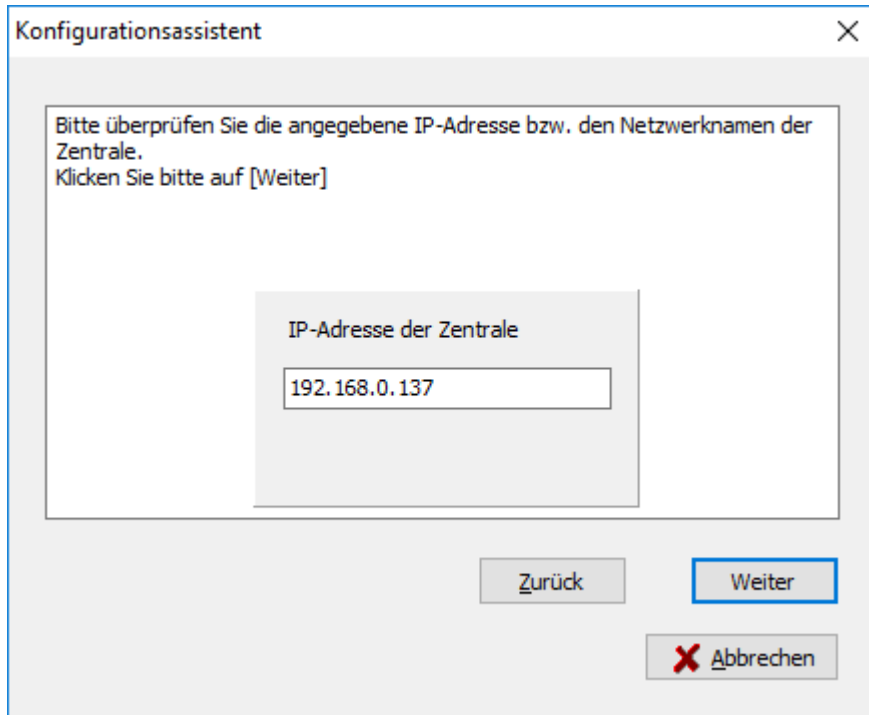 Konfigurationsassistent
Bitte überprüfen Sie die angegebene IP-Adresse bzw. den Netzwerknamen der
Zentrale.
Klicken Sie bitte auf [Weiter]
IP-Adresse der Zentrale
192.168.0.137
Zurück
Weiter
Abbrechen